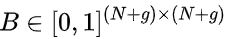 B ∈ [0, 1]^{(N+g)×(N+g)}